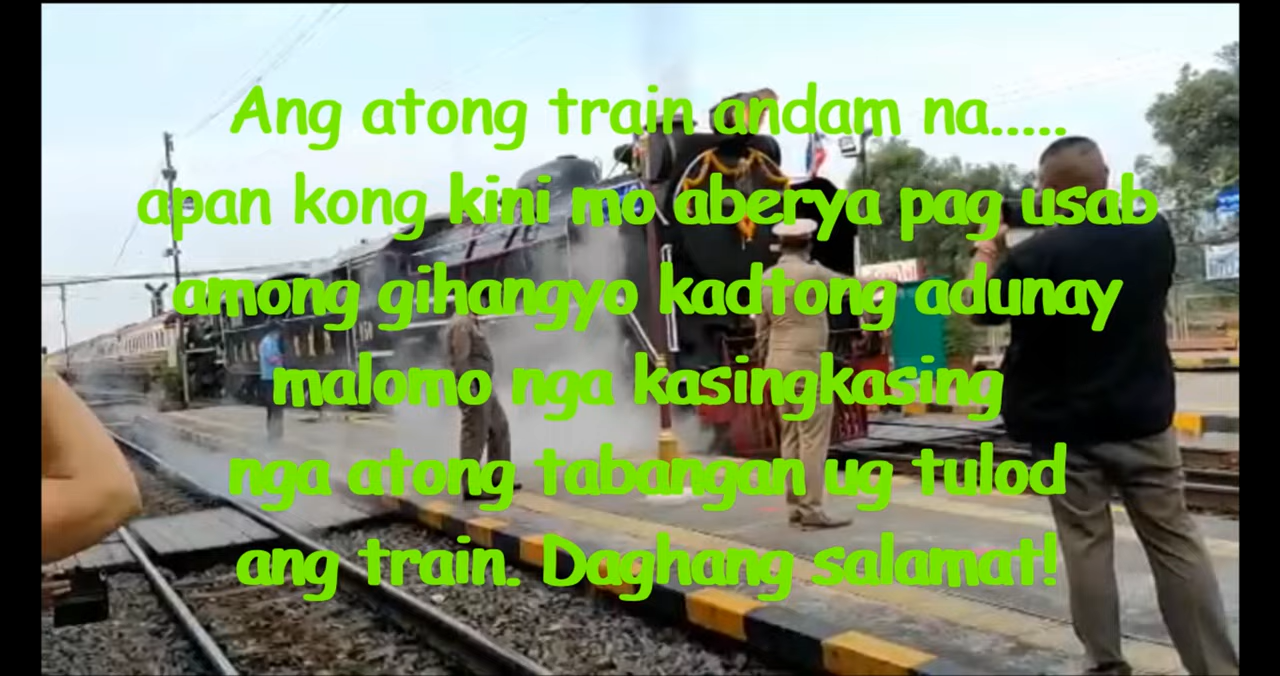 Ang atong train andam na.....
apan kong kini mo aberya pag usab
among gihangyo kadtong adunay
malomo nga kasingkasing
nga atong tabangan ug tulod
ang train. Daghang salamat!